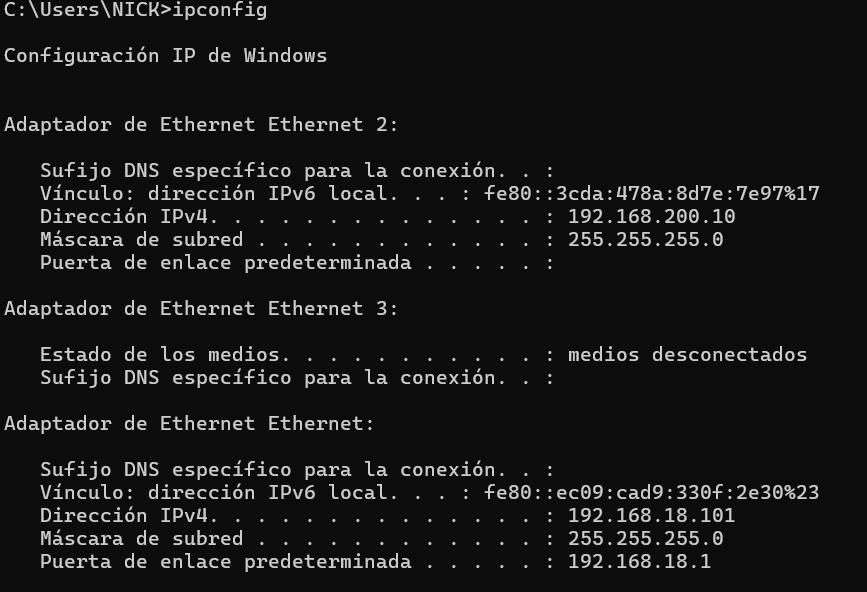 C:\Users\NICK>ipconfig
Configuración IP de Windows
Adaptador de Ethernet Ethernet 2:
Sufijo DNS específico para la conexión. . :
Vínculo: dirección IPv6 local. . . : fe80::3cda:478a:8d7e:7e97%17
Dirección IPv4. . . . . . . . . . . . . . : 192.168.200.10
Máscara de subred . . . . . . . . . . . . : 255.255.255.0
Puerta de enlace predeterminada . . . . . :
Adaptador de Ethernet Ethernet 3:
Estado de los medios. . . . . . . . . . . : medios desconectados
Sufijo DNS específico para la conexión. . :
Adaptador de Ethernet Ethernet:
Sufijo DNS específico para la conexión. . :
Vínculo: dirección IPv6 local. . . : fe80::ec09:cad9:330f:2e30%23
Dirección IPv4. . . . . . . . . . . . . . : 192.168.18.101
Máscara de subred . . . . . . . . . . . . : 255.255.255.0
Puerta de enlace predeterminada . . . . . : 192.168.18.1